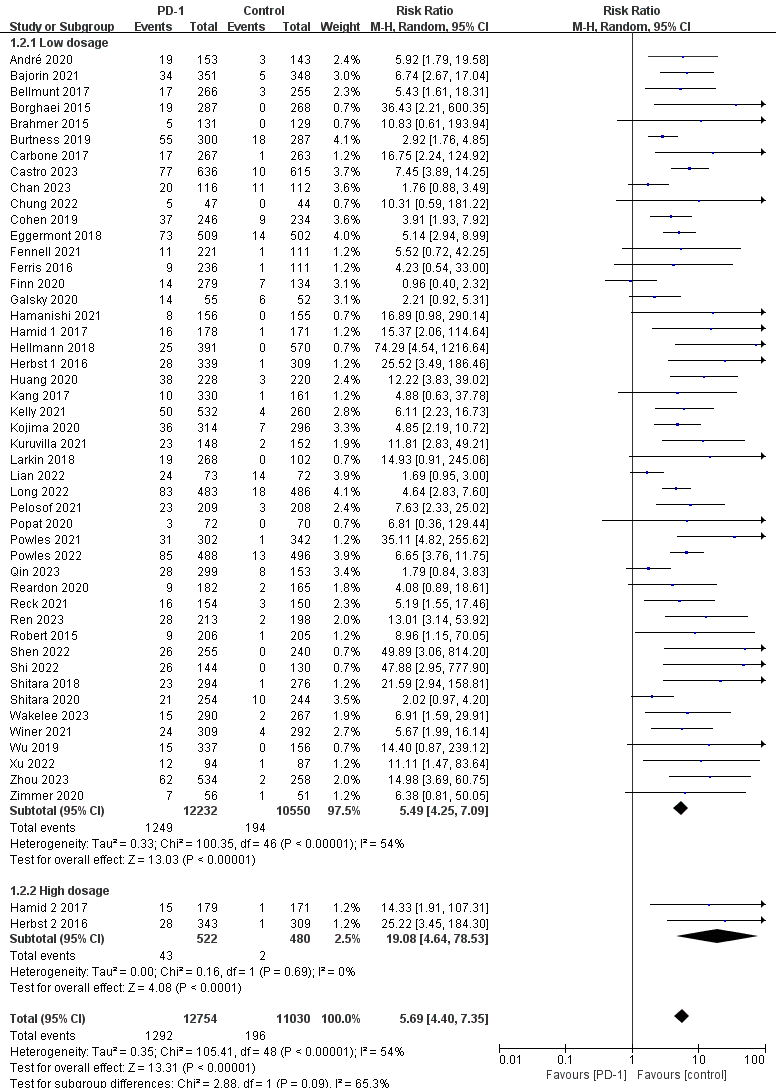 PD-1 Control Risk Ratio Risk Ratio
Study or Subgroup Events Total Events Total Weight M-H, Random, 95% CI M-H, Random, 95% CI
1.2.1 Low dosage
André 2020 19 153 3 143 2.4% 5.92 [1.79, 19.58]
Bajorin 2021 34 351 5 348 2.8% 6.74 [2.67, 17.04]
Bellmunt 2017 17 266 3 255 2.3% 5.43 [1.61, 18.31]
Borghaei 2015 19 287 0 268 0.7% 36.43 [2.21, 600.35]
Brahmer 2015 5 131 0 129 0.7% 10.83 [0.61, 193.94]
Burtness 2019 55 300 18 287 4.1% 2.92 [1.76, 4.85]
Carbone 2017 17 267 1 263 1.2% 16.75 [2.24, 124.92]
Castro 2023 77 636 10 615 3.7% 7.45 [3.89, 14.25]
Chan 2023 20 116 11 112 3.6% 1.76 [0.88, 3.49]
Chung 2022 5 47 0 44 0.7% 10.31 [0.59, 181.22]
Cohen 2019 37 246 9 234 3.6% 3.91 [1.93, 7.92]
Eggermont 2018 73 509 14 502 4.0% 5.14 [2.94, 8.99]
Fennell 2021 11 221 1 111 1.2% 5.52 [0.72, 42.25]
Ferris 2016 9 236 1 111 1.2% 4.23 [0.54, 33.00]
Finn 2020 14 279 7 134 3.0% 0.96 [0.40, 2.32]
Galsky 2020 14 55 6 52 3.1% 2.21 [0.92, 5.31]
Hamanishi 2021 8 156 0 155 0.7% 16.89 [0.98, 290.14]
Hamid 1 2017 16 178 1 171 1.2% 15.37 [2.06, 114.64]
Hellmann 2018 25 391 0 570 0.7% 74.29 [4.54, 1216.64]
Herbst 1 2016 28 339 1 309 1.2% 25.52 [3.49, 186.46]
Huang 2020 38 228 3 220 2.4% 12.22 [3.83, 39.02]
Kang 2017 10 330 1 161 1.2% 4.88 [0.63, 37.78]
Kelly 2021 50 532 4 260 2.7% 6.11 [2.23, 16.73]
Kojima 2020 36 314 7 296 3.3% 4.85 [2.19, 10.72]
Kuruvilla 2021 23 148 2 152 1.9% 11.81 [2.83, 49.21]
Larkin 2018 19 268 0 102 0.7% 14.93 [0.91, 245.06]
Lian 2022 24 73 14 72 3.9% 1.69 [0.95, 3.00]
Long 2022 83 483 18 486 4.1% 4.64 [2.83, 7.60]
Pelosof 2021 23 209 3 208 2.4% 7.63 [2.33, 25.02]
Popat 2020 3 72 0 70 0.7% 6.81 [0.36, 129.44]
Powles 2021 31 302 1 342 1.2% 35.11 [4.82, 255.62]
Powles 2022 85 488 13 496 3.9% 6.65 [3.76, 11.75]
Qin 2023 28 299 8 153 3.4% 1.79 [0.84, 3.83]
Reardon 2020 9 182 2 165 1.8% 4.08 [0.89, 18.61]
Reck 2021 16 154 3 150 2.3% 5.19 [1.55, 17.46]
Ren 2023 28 213 2 198 1.9% 13.01 [3.14, 53.92]
Robert 2015 9 206 1 205 1.2% 8.96 [1.15, 70.05]
Shen 2022 26 255 0 240 0.7% 49.89 [3.06, 814.20]
Shi 2022 26 144 0 130 0.7% 47.88 [2.95, 777.90]
Shitara 2018 23 294 1 276 1.2% 21.59 [2.94, 158.81]
Shitara 2020 21 254 10 244 3.5% 2.02 [0.97, 4.20]
Wakelee 2023 15 290 2 267 1.8% 6.91 [1.59, 29.91]
Winer 2021 24 309 4 292 2.6% 5.67 [1.99, 16.14]
Wu 2019 15 337 0 156 0.7% 14.40 [0.87, 239.12]
Xu 2022 12 94 1 87 1.2% 11.11 [1.47, 83.64]
Zhou 2023 62 534 2 258 2.0% 14.98 [3.69, 60.75]
Zimmer 2020 7 56 1 51 1.2% 6.38 [0.81, 50.05]
Subtotal (95% CI) 12232 10550 97.5% 5.49 [4.25, 7.09]
Total events 1249 194
Heterogeneity: Tau² = 0.33; Chi² = 100.35, df = 46 (P < 0.00001); I² = 54%
Test for overall effect: Z = 13.03 (P < 0.00001)
1.2.2 High dosage
Hamid 2 2017 15 179 1 171 1.2% 14.33 [1.91, 107.31]
Herbst 2 2016 28 343 1 309 1.2% 25.22 [3.45, 184.30]
Subtotal (95% CI) 522 480 2.5% 19.08 [4.64, 78.53]
Total events 43 2
Heterogeneity: Tau² = 0.00; Chi² = 0.16, df = 1 (P = 0.69); I² = 0%
Test for overall effect: Z = 4.08 (P < 0.0001)
Total (95% CI) 12754 11030 100.0% 5.69 [4.40, 7.35]
Total events 1292 196
Heterogeneity: Tau² = 0.35; Chi² = 105.41, df = 48 (P < 0.00001); I² = 54%
Test for overall effect: Z = 13.31 (P < 0.00001)
Test for subgroup differences: Chi² = 2.88, df = 1 (P = 0.09), I² = 65.3%
0.01 0.1 1 10 100
Favours [PD-1] Favours [control]